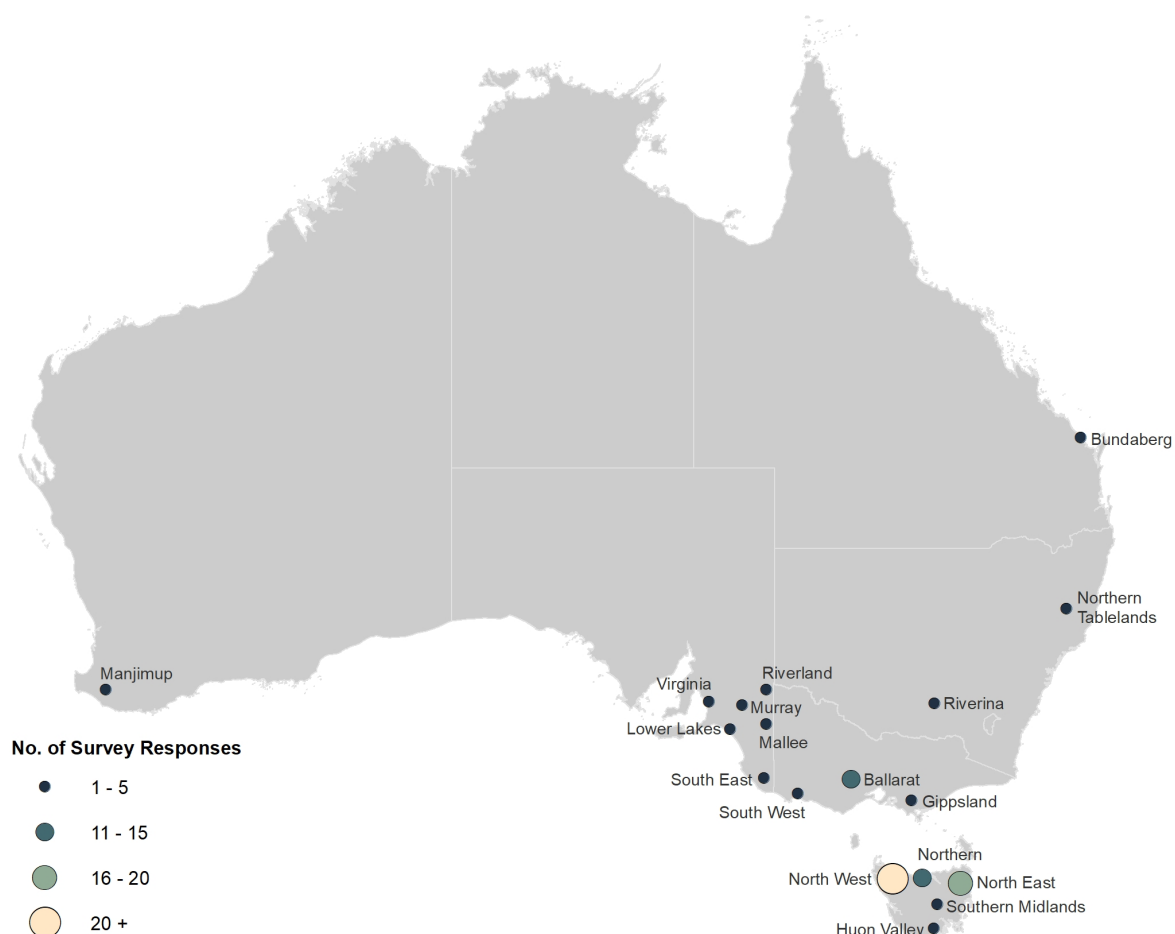 Bundaberg
Northern
Tablelands
Manjimup
Riverland
Virginia
Murray
Riverina
Lower Lakes
Mallee
South East
Ballarat
South West
Gippsland
Northern
North West
North East
Southern Midlands
Huon Valley
No. of Survey Responses
1 - 5
11 - 15
16 - 20
20 +